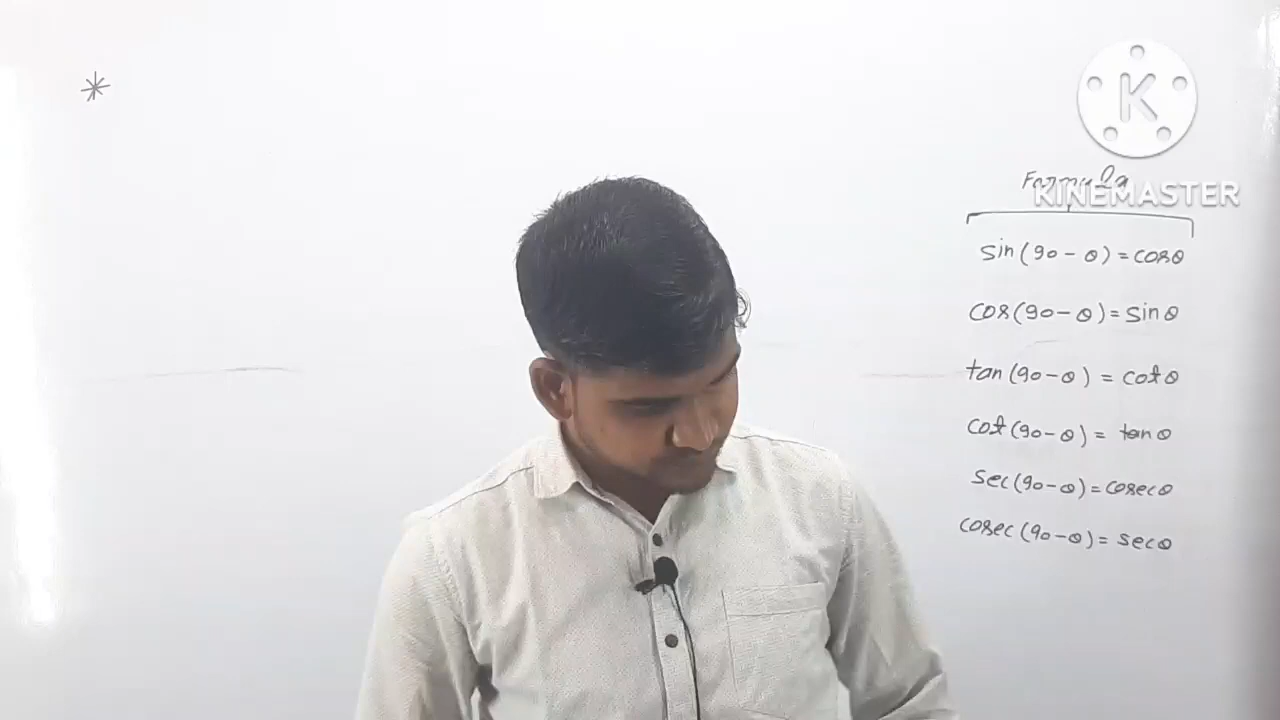 *
K
Formula
KINEMASTER
sin(90-θ)=cosθ
cos(90-θ)=sinθ
tan(90-θ)=cotθ
cot(90-θ)=tanθ
sec(90-θ)=cosecθ
cosec(90-θ)=secθ